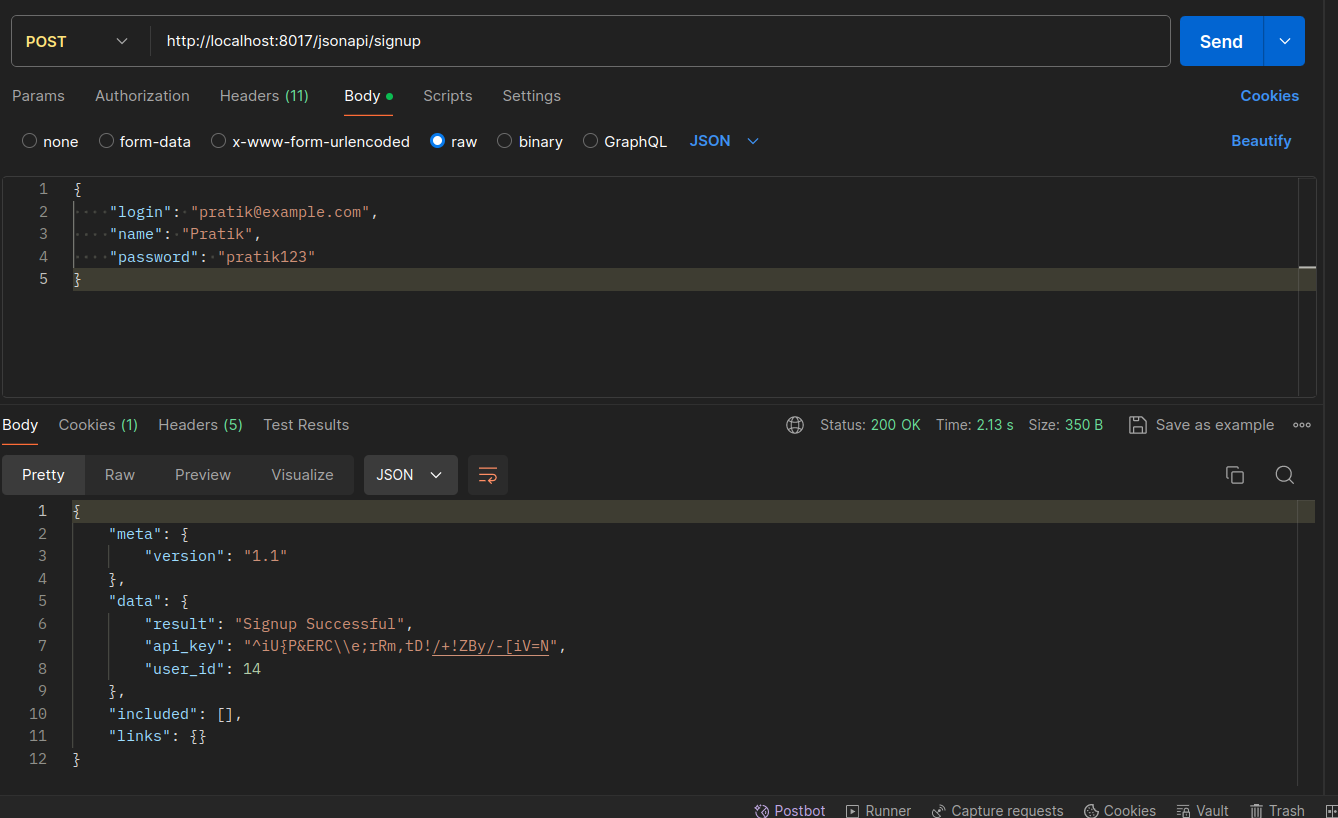 POST http://localhost:8017/jsonapi/signup Send
Params Authorization Headers (11) Body Scripts Settings Cookies
none form-data x-www-form-urlencoded raw binary GraphQL JSON Beautify
1 {
2 "login": "pratik@example.com",
3 "name": "Pratik",
4 "password": "pratik123"
5 }
Body Cookies (1) Headers (5) Test Results Status: 200 OK Time: 2.13 s Size: 350 B Save as example
Pretty Raw Preview Visualize JSON
1 {
2 "meta": {
3 "version": "1.1"
4 },
5 "data": {
6 "result": "Signup Successful",
7 "api_key": "^iU{P&ERC\\e;rRm,tD!/+!ZBy/-[iV=N",
8 "user_id": 14
9 },
10 "included": [],
11 "links": {}
12 }
Postbot Runner Capture requests Cookies Vault Trash